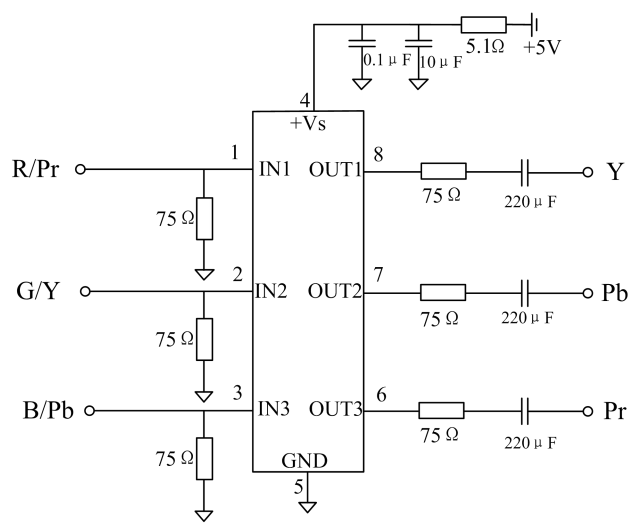 0.1μF
10μF
5.1Ω
+5V
4
+Vs
R/Pr
1
IN1
OUT1
8
Y
75Ω
75Ω
220μF
G/Y
2
IN2
OUT2
7
Pb
75Ω
75Ω
220μF
B/Pb
3
IN3
OUT3
6
Pr
75Ω
75Ω
220μF
GND
5